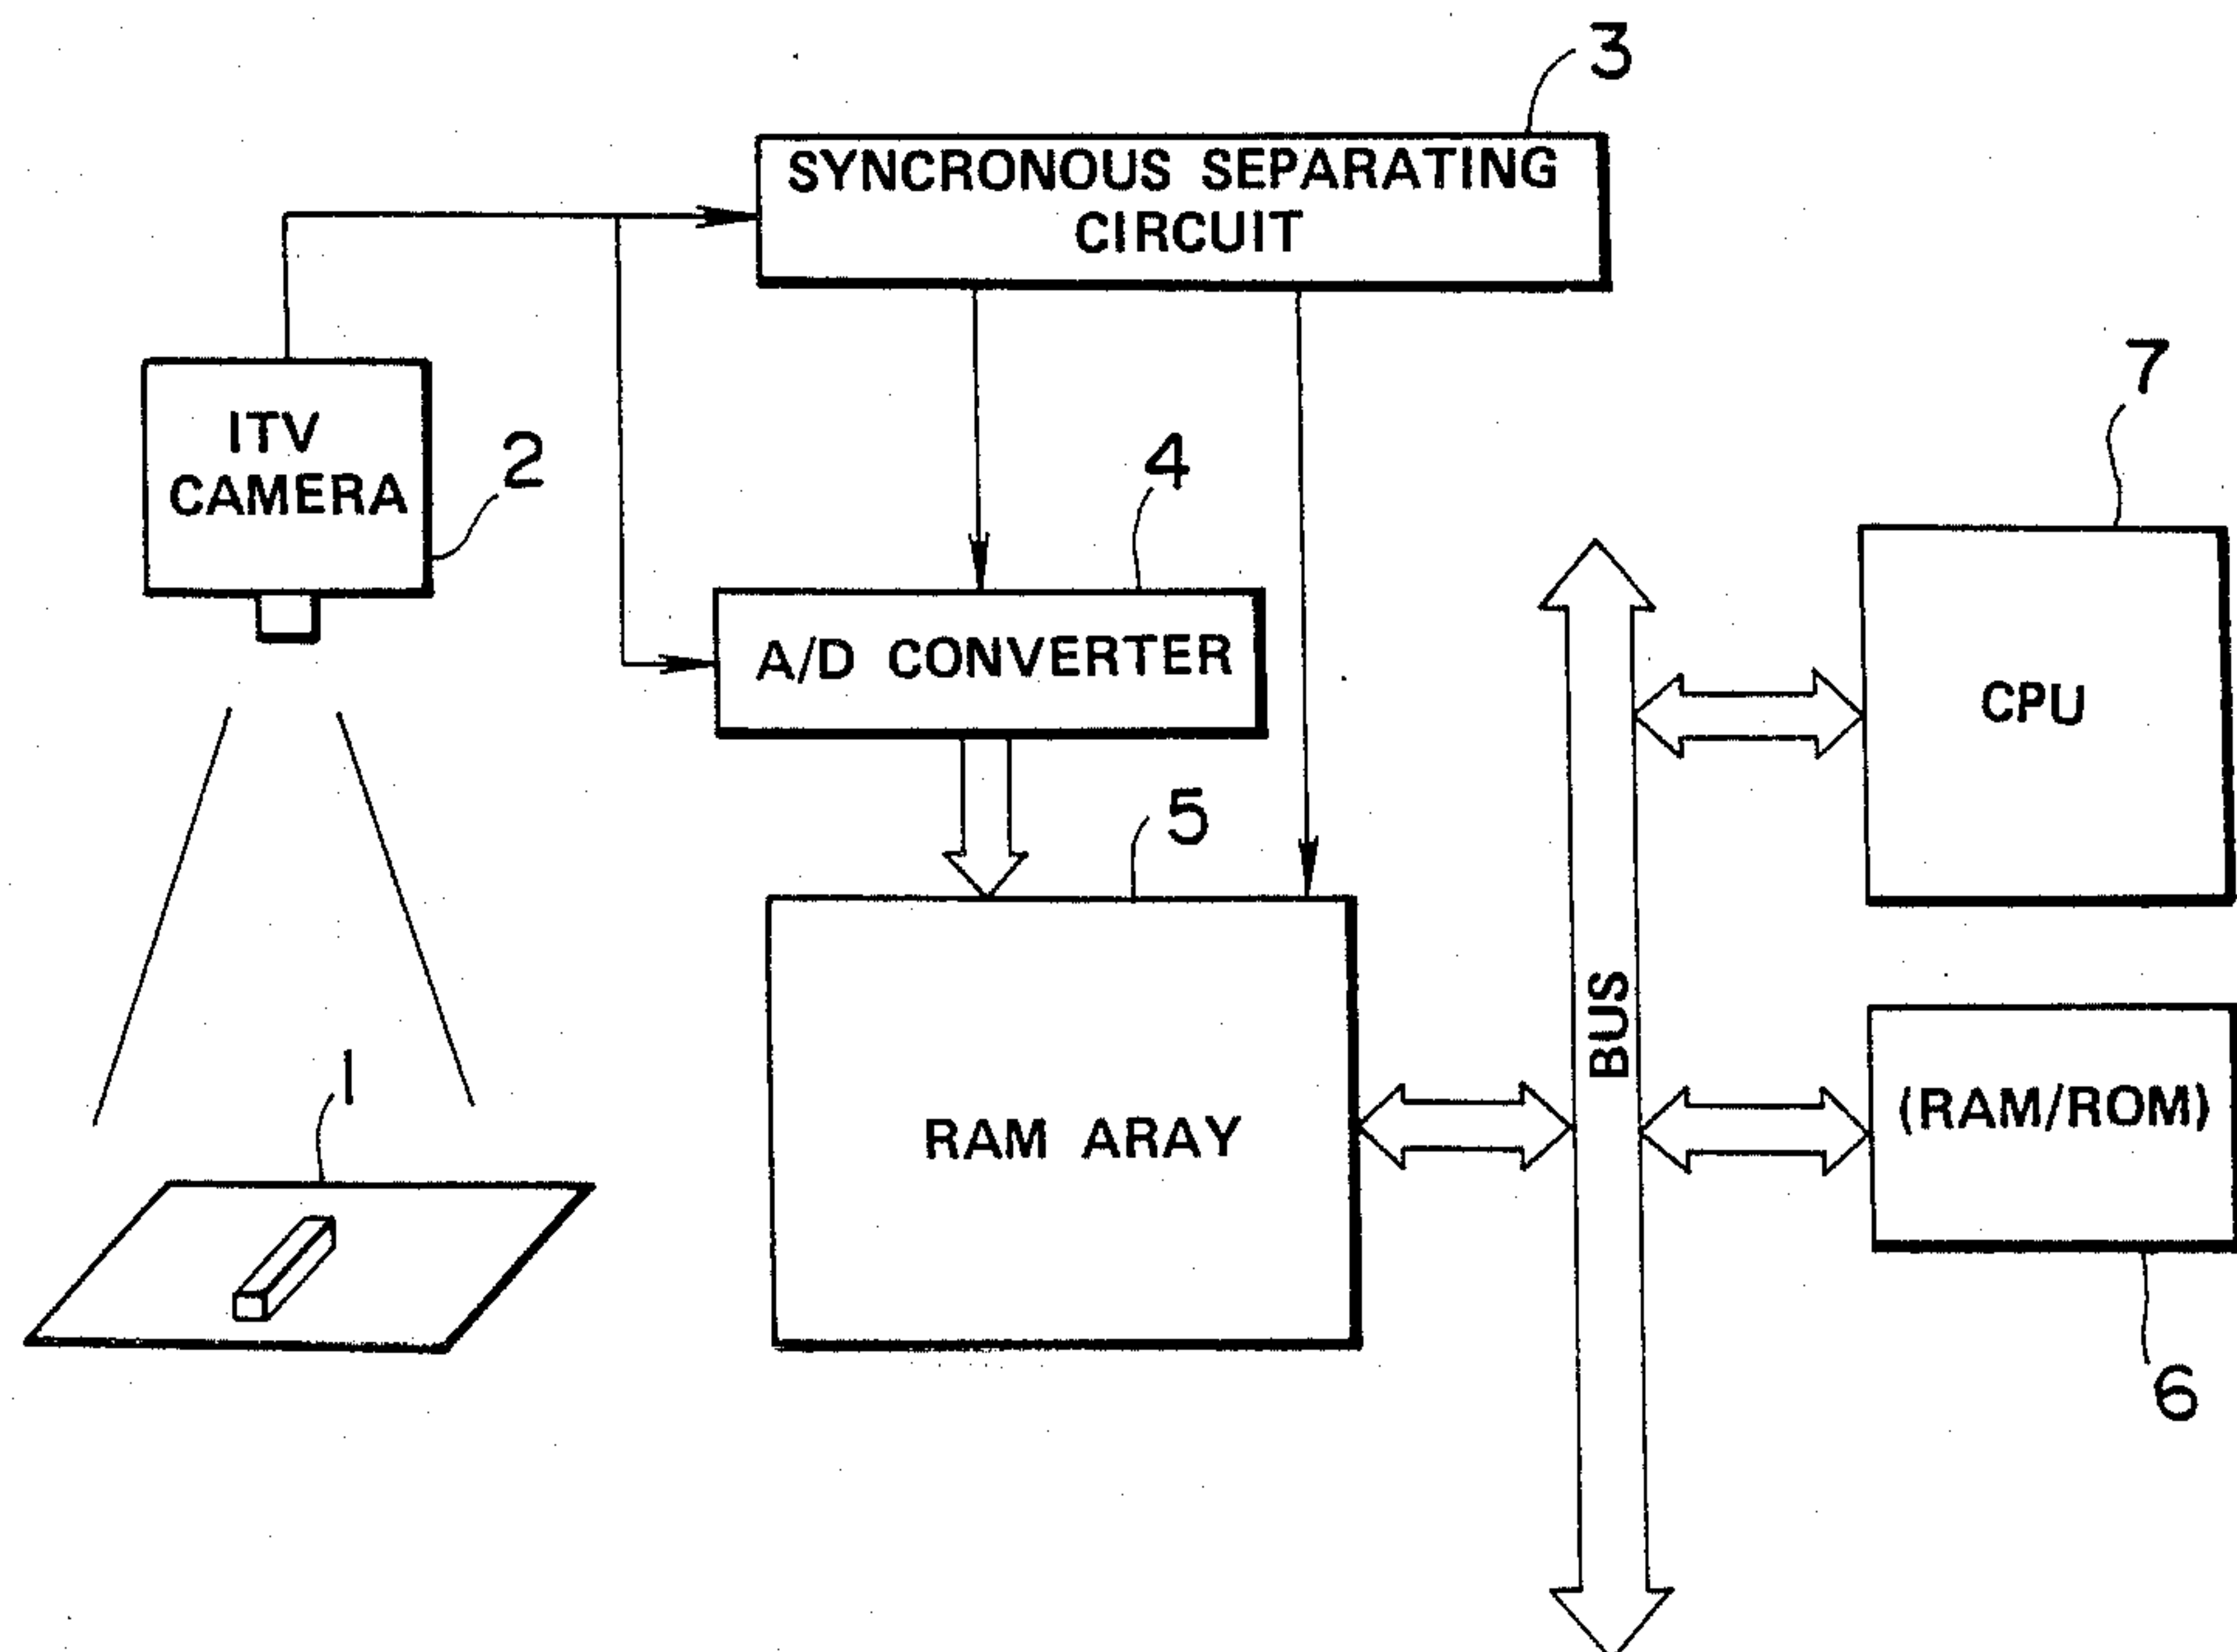 3
SYNCRONOUS SEPARATING
CIRCUIT
7
ITV
CAMERA
2
4
A/D CONVERTER
CPU
5
BUS
1
RAM ARAY
(RAM/ROM)
6